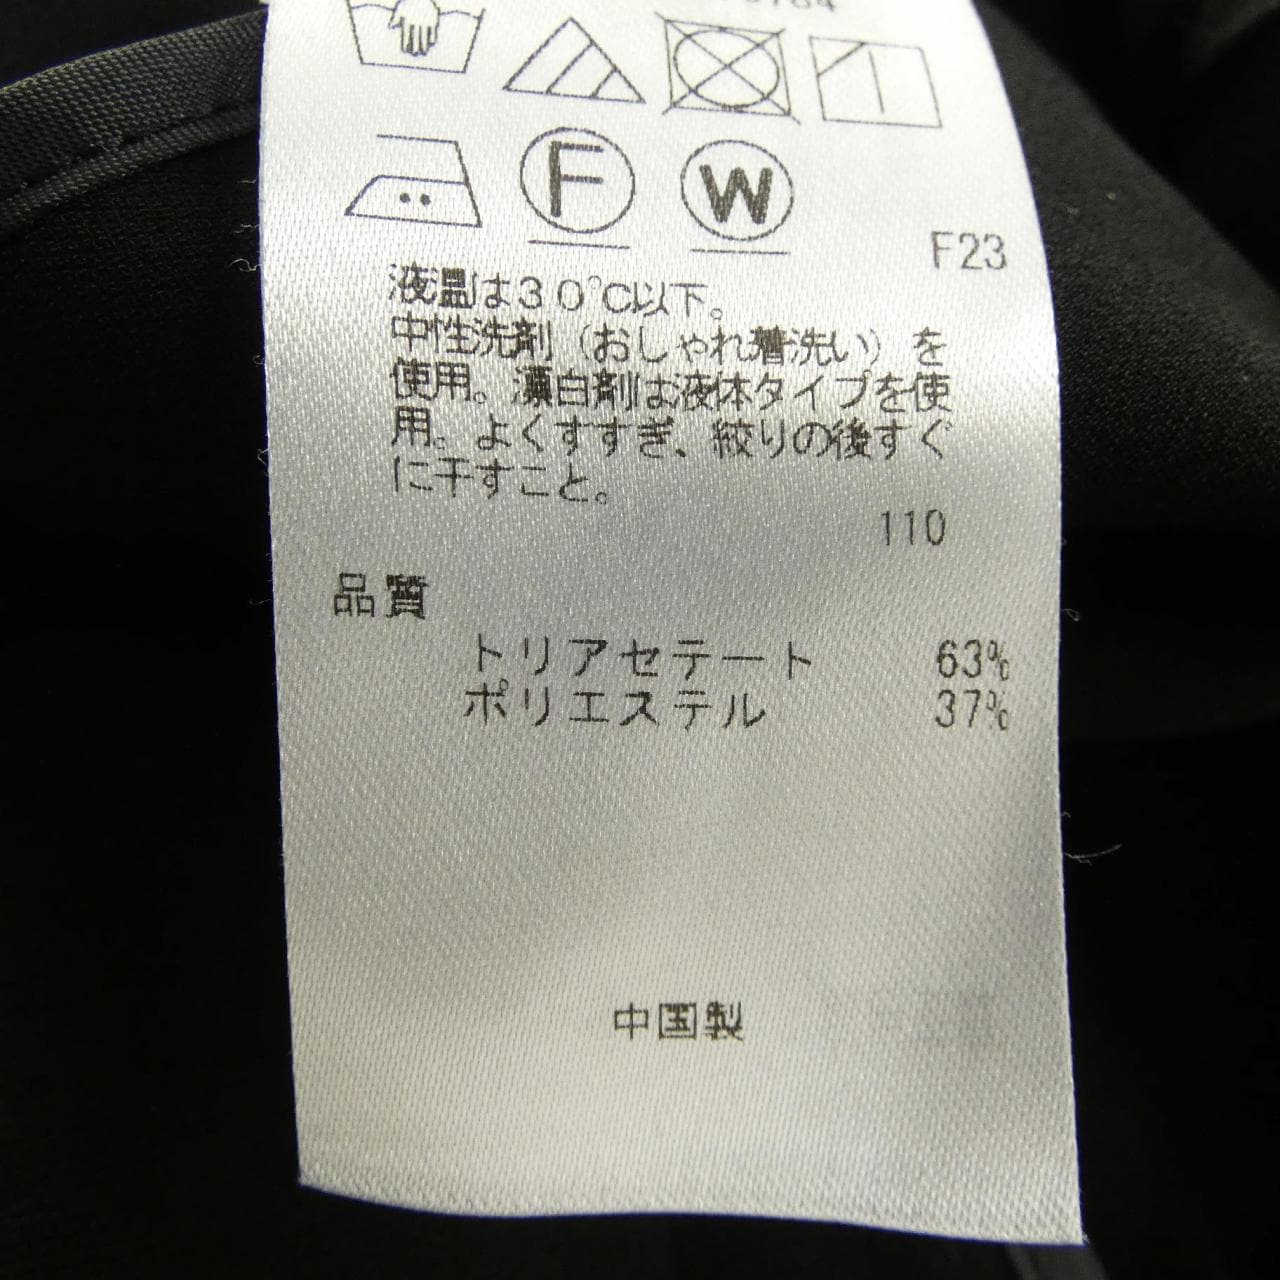 F
W
F23
液温は30℃以下。
中性洗剤(おしゃれ着洗い)を
使用。漂白剤は液体タイプを使
用。よくすすぎ、絞りの後すぐ
に干すこと。
110
品質
トリアセテート 63%
ポリエステル 37%
中国製